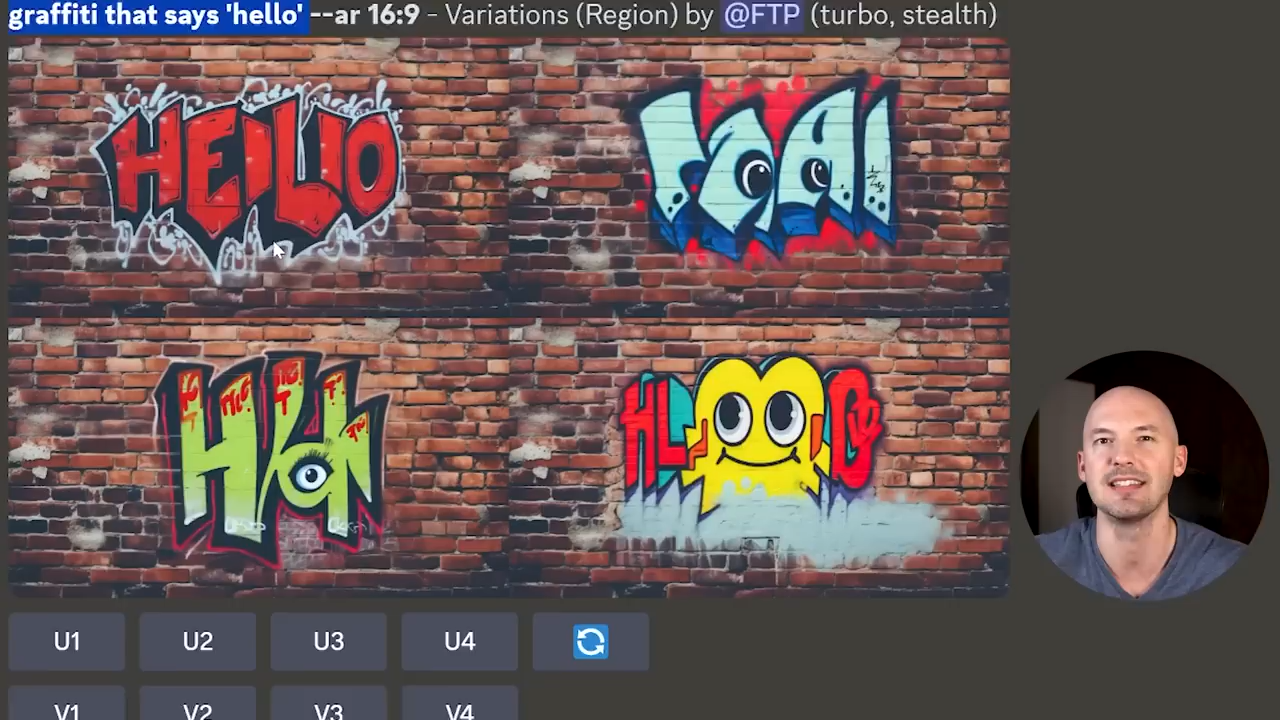 graffiti that says 'hello' --ar 16:9 - Variations (Region) by @FTP (turbo, stealth)
HEILIO
U1 U2 U3 U4
V1 V2 V3 V4